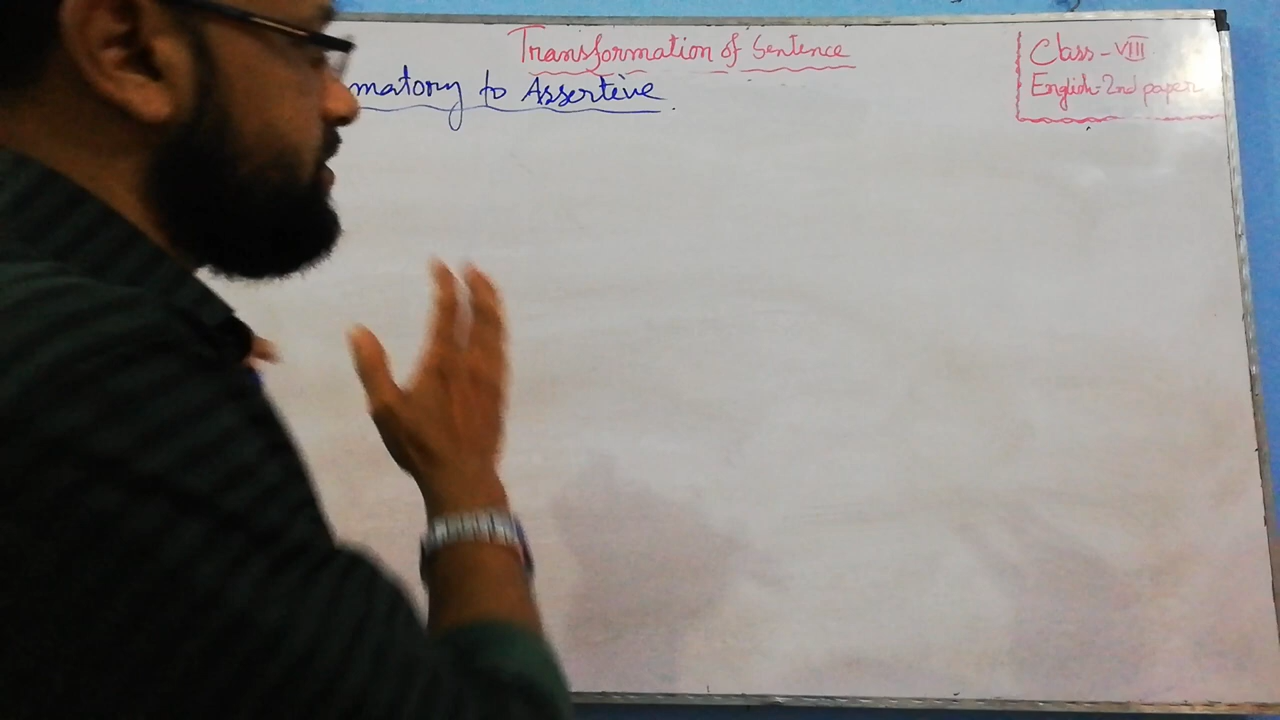 Transformation of Sentence
matory to Assertive
Class - VIII
English - 2nd paper